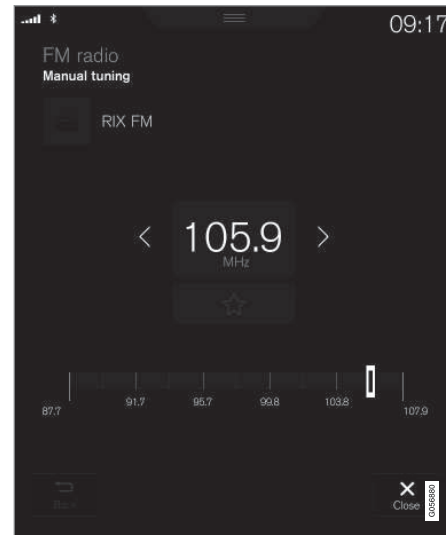 09:17
FM radio
Manual tuning
RIX FM
105.9
MHz
87.7 91.7 95.7 99.8 103.8 107.9
Back
Close
G056880